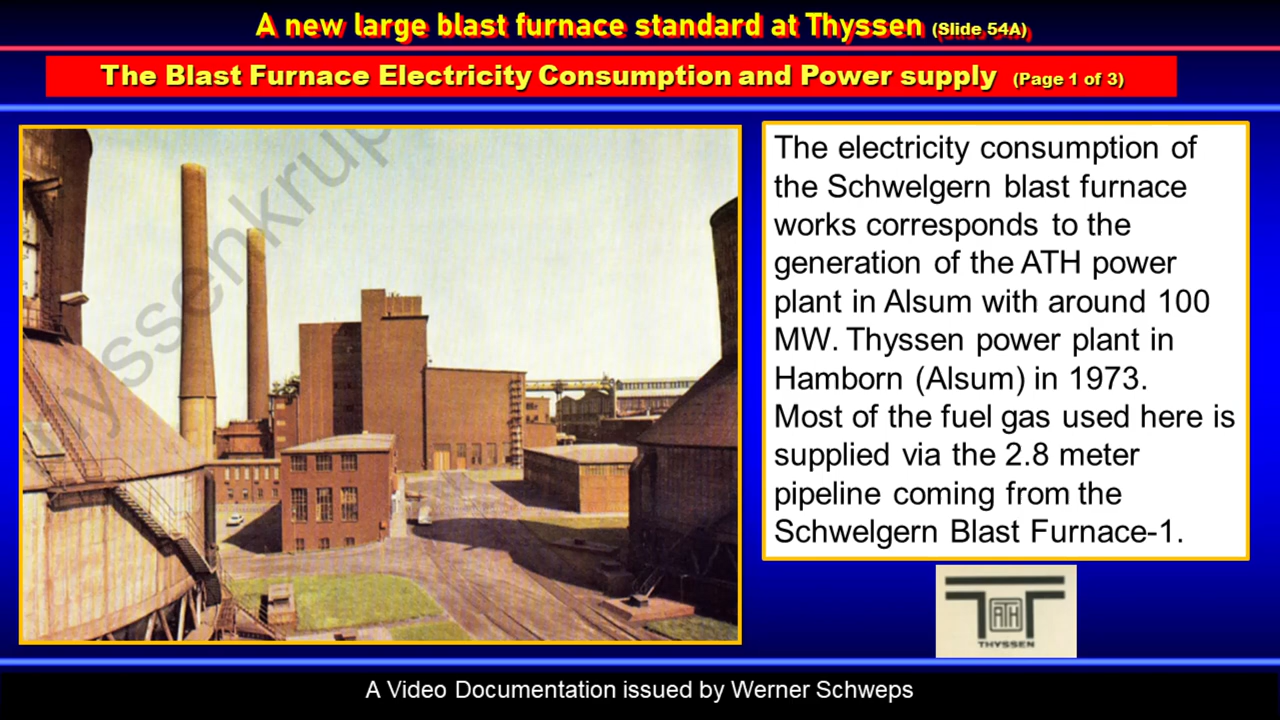 A new large blast furnace standard at Thyssen (Slide 54A)
The Blast Furnace Electricity Consumption and Power supply (Page 1 of 3)
thyssenkrup
The electricity consumption of
the Schwelgern blast furnace
works corresponds to the
generation of the ATH power
plant in Alsum with around 100
MW. Thyssen power plant in
Hamborn (Alsum) in 1973.
Most of the fuel gas used here is
supplied via the 2.8 meter
pipeline coming from the
Schwelgern Blast Furnace-1.
ATH
THYSSEN
A Video Documentation issued by Werner Schweps